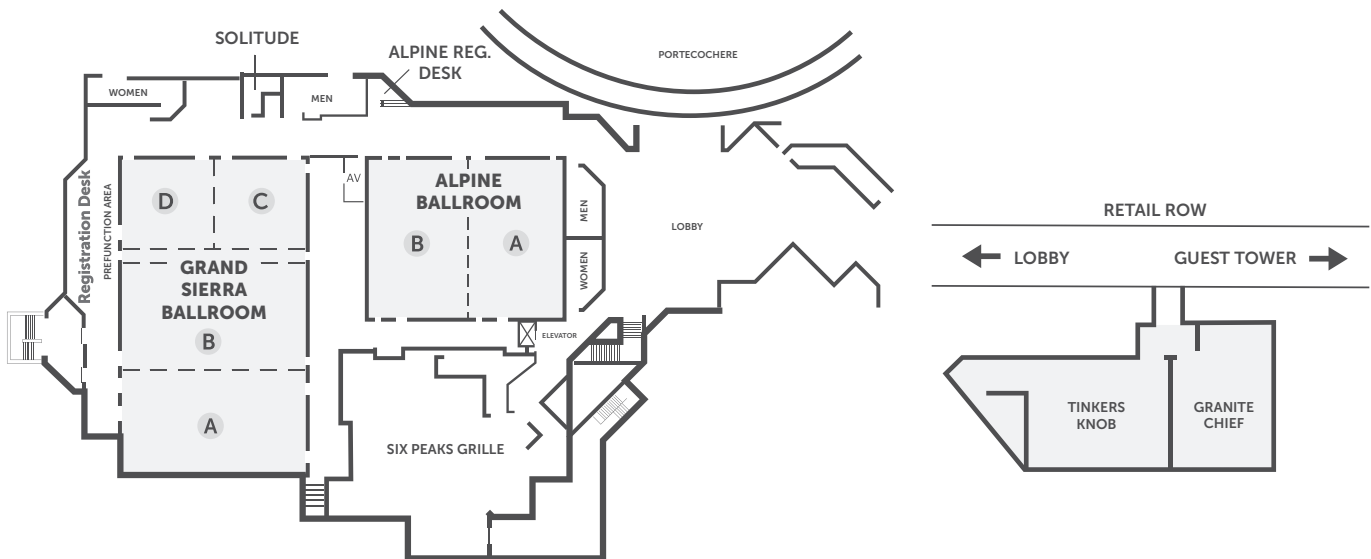 SOLITUDE
ALPINE REG.
DESK
PORTECOCHERE
WOMEN
MEN
Registration Desk
PREFUNCTION AREA
D
C
AV
ALPINE
BALLROOM
B
A
MEN
WOMEN
LOBBY
GRAND
SIERRA
BALLROOM
B
A
ELEVATOR
SIX PEAKS GRILLE
RETAIL ROW
LOBBY
GUEST TOWER
TINKERS
KNOB
GRANITE
CHIEF